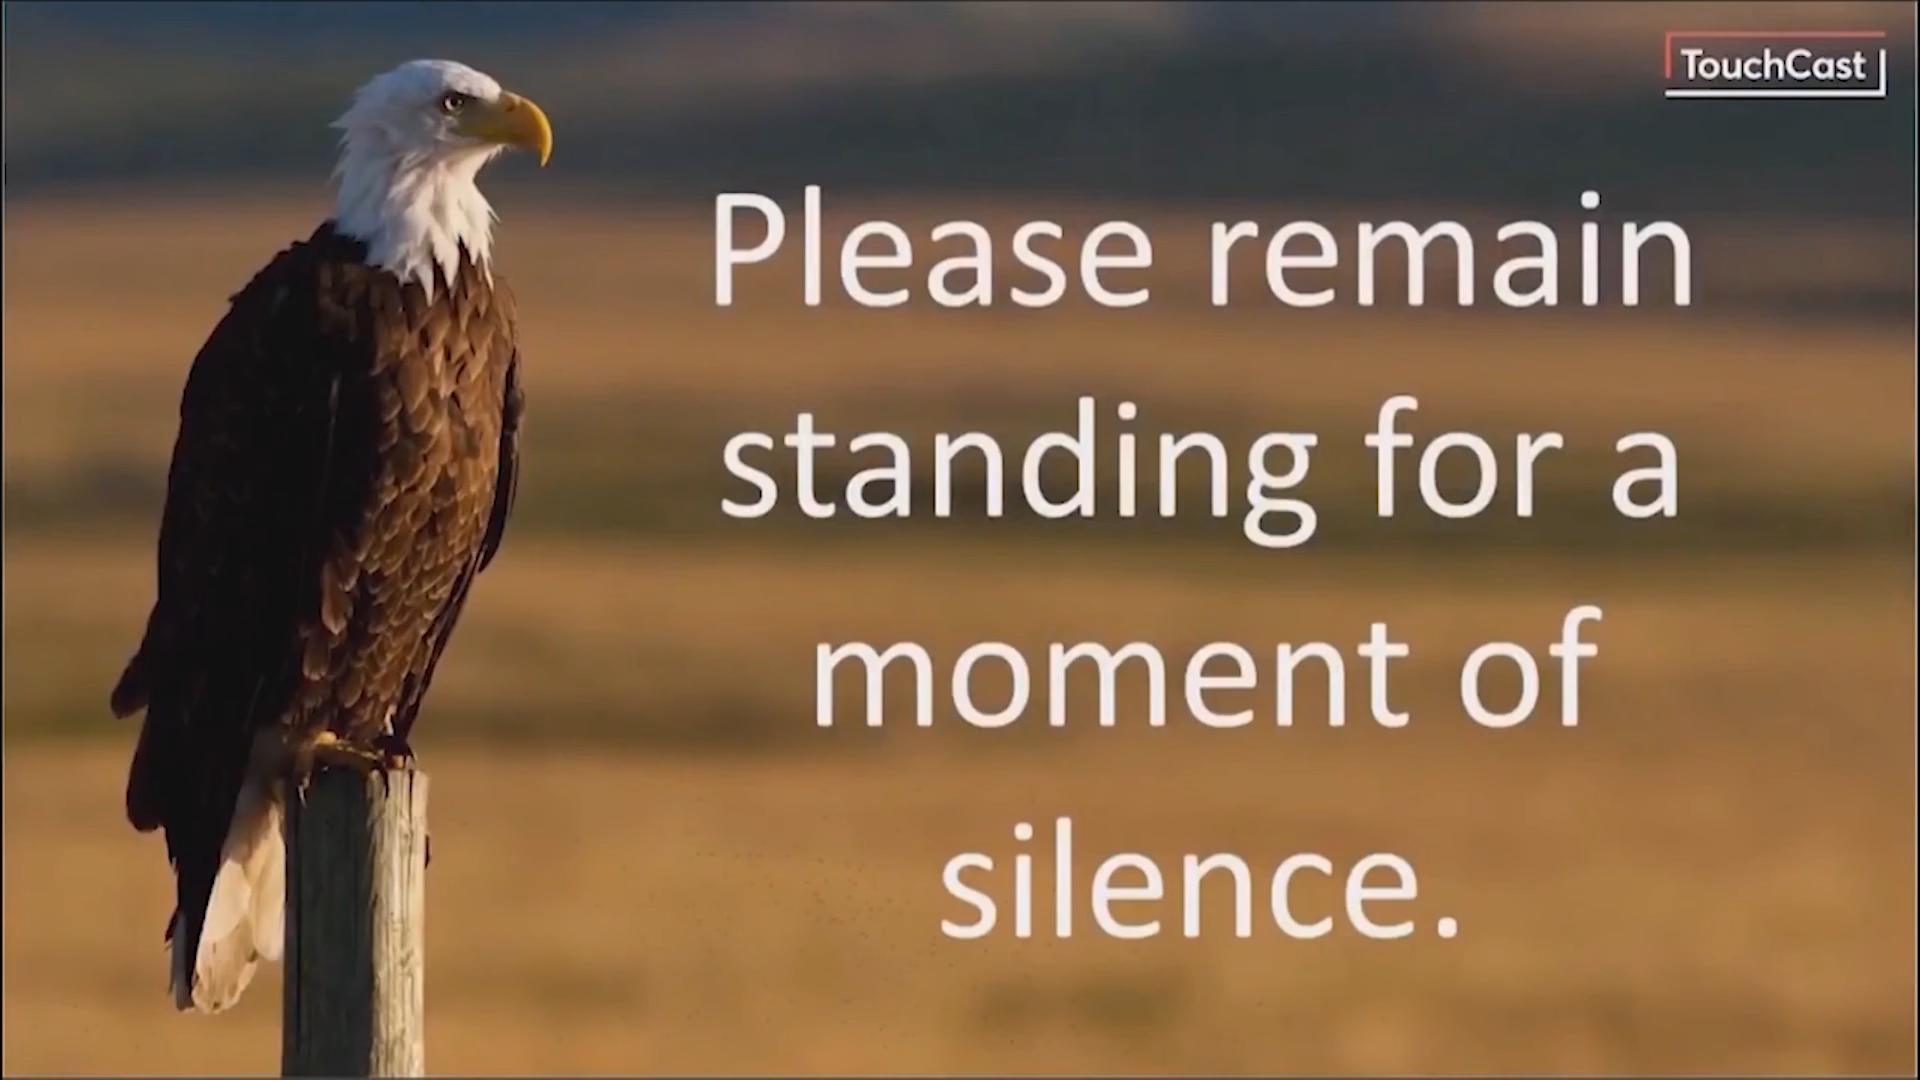 TouchCast
Please remain
standing for a
moment of
silence.